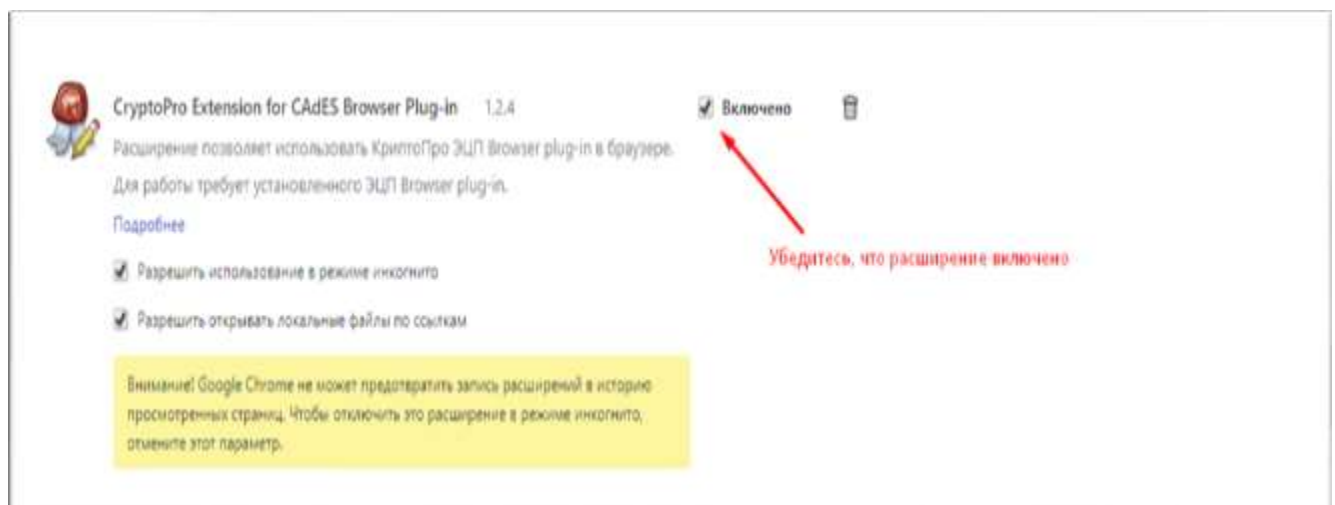 CryptoPro Extension for CAdES Browser Plug-in 1.2.4 Включено
Расширение позволяет использовать КриптоПро ЭЦП Browser plug-in в браузере.
Для работы требует установленного ЭЦП Browser plug-in.
Подробнее
Убедитесь, что расширение включено
Разрешить использование в режиме инкогнито
Разрешить открывать локальные файлы по ссылкам
Внимание! Google Chrome не может предотвратить запись расширений в историю
просмотренных страниц. Чтобы отключить это расширение в режиме инкогнито,
отмените этот параметр.